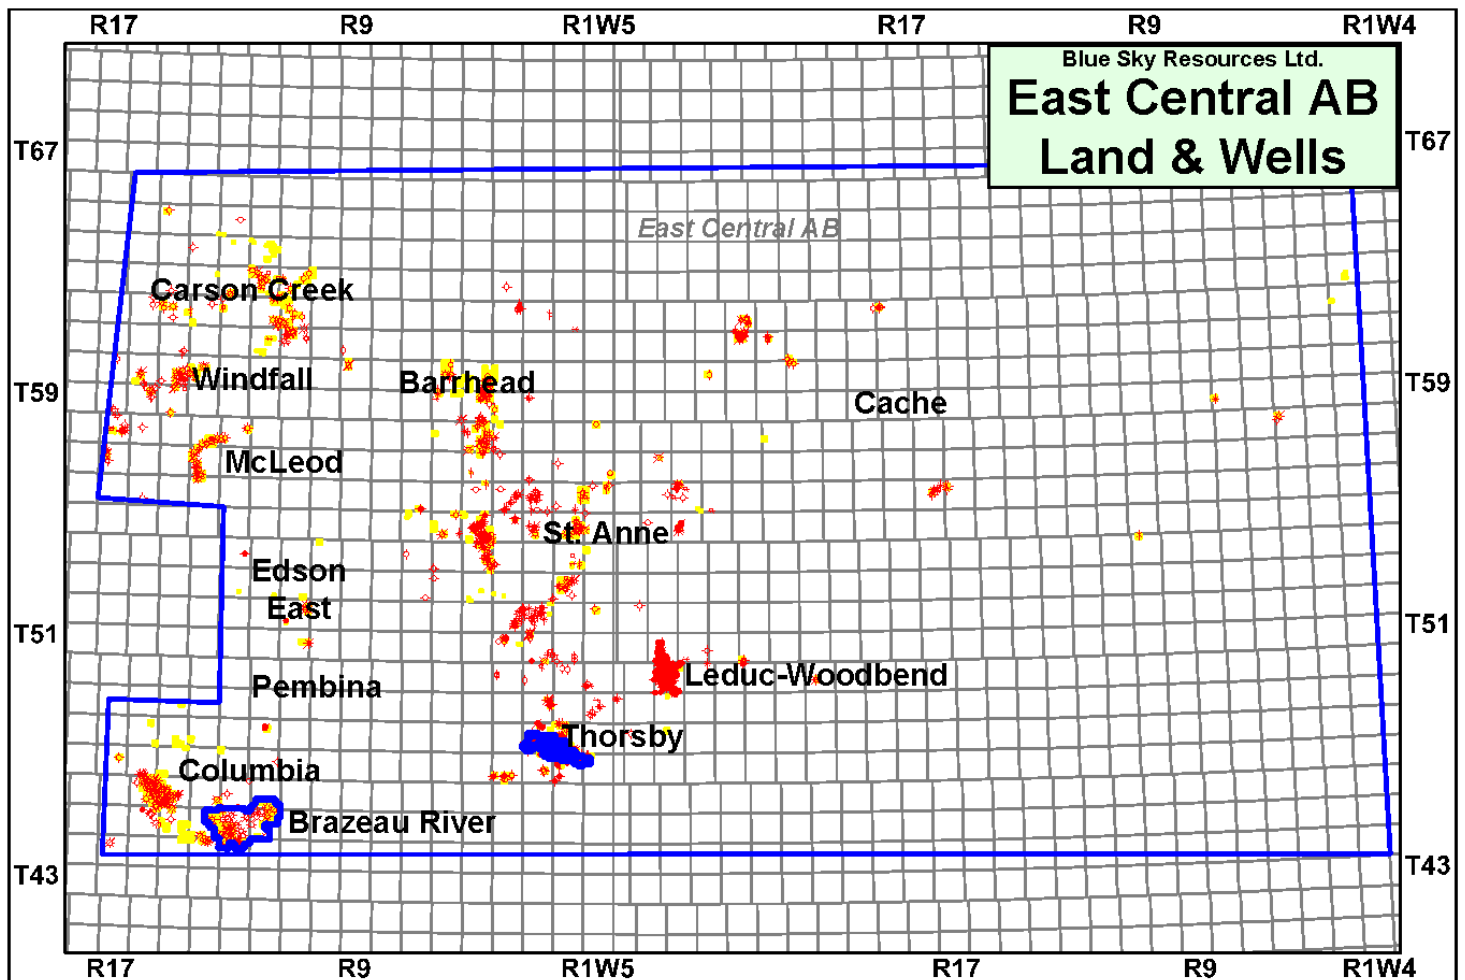 R17 R9 R1W5 R17 R9 R1W4
Blue Sky Resources Ltd.
East Central AB
Land & Wells
T67 T67
East Central AB
Carson Creek
Windfall
Barrhead
T59 T59
Cache
McLeod
St. Anne
Edson
East
T51 T51
Leduc-Woodbend
Pembina
Thorsby
Columbia
Brazeau River
T43 T43
R17 R9 R1W5 R17 R9 R1W4